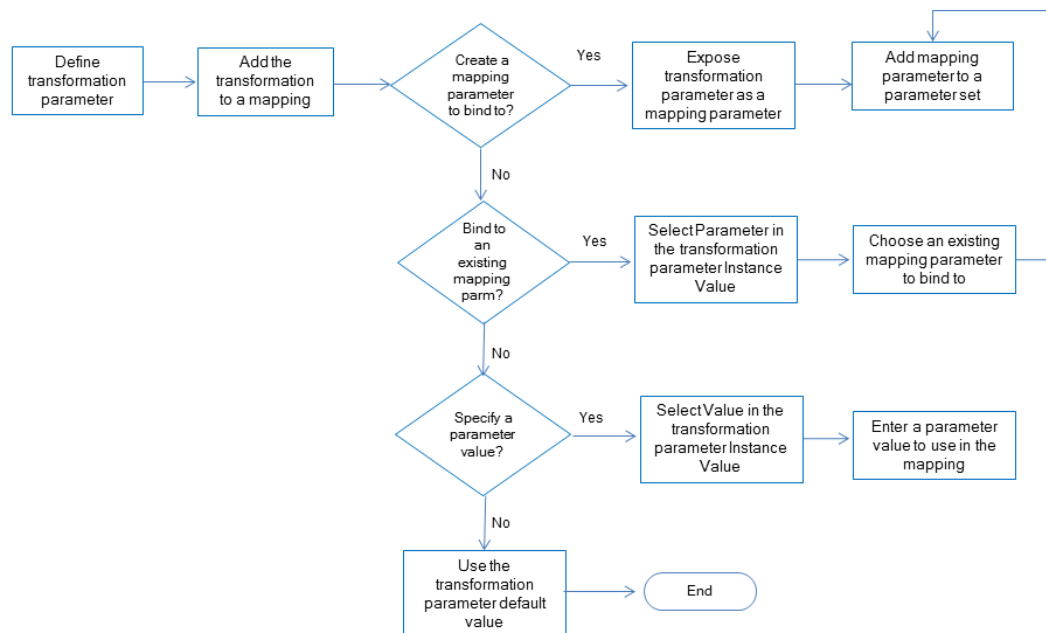 Define
transformation
parameter
Add the
transformation
to a mapping
Create a
mapping
parameter
to bind to?
Yes
Expose
transformation
parameter as a
mapping parameter
Add mapping
parameter to a
parameter set
No
Bind to
an
existing
mapping
parm?
Yes
Select Parameter in
the transformation
parameter Instance
Value
Choose an existing
mapping parameter
to bind to
No
Specify a
parameter
value?
Yes
Select Value in the
transformation
parameter Instance
Value
Enter a parameter
value to use in the
mapping
No
Use the
transformation
parameter default
value
End